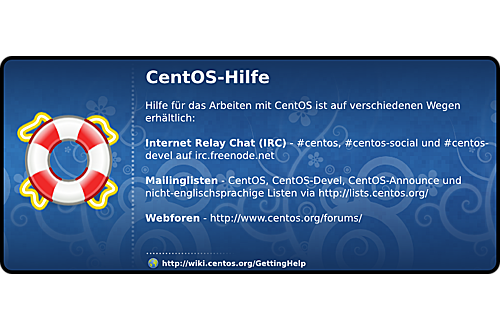 CentOS-Hilfe
Hilfe für das Arbeiten mit CentOS ist auf verschiedenen Wegen
erhältlich:
Internet Relay Chat (IRC) - #centos, #centos-social und #centos-
devel auf irc.freenode.net
Mailinglisten - CentOS, CentOS-Devel, CentOS-Announce und
nicht-englischsprachige Listen via http://lists.centos.org/
Webforen - http://www.centos.org/forums/
http://wiki.centos.org/GettingHelp